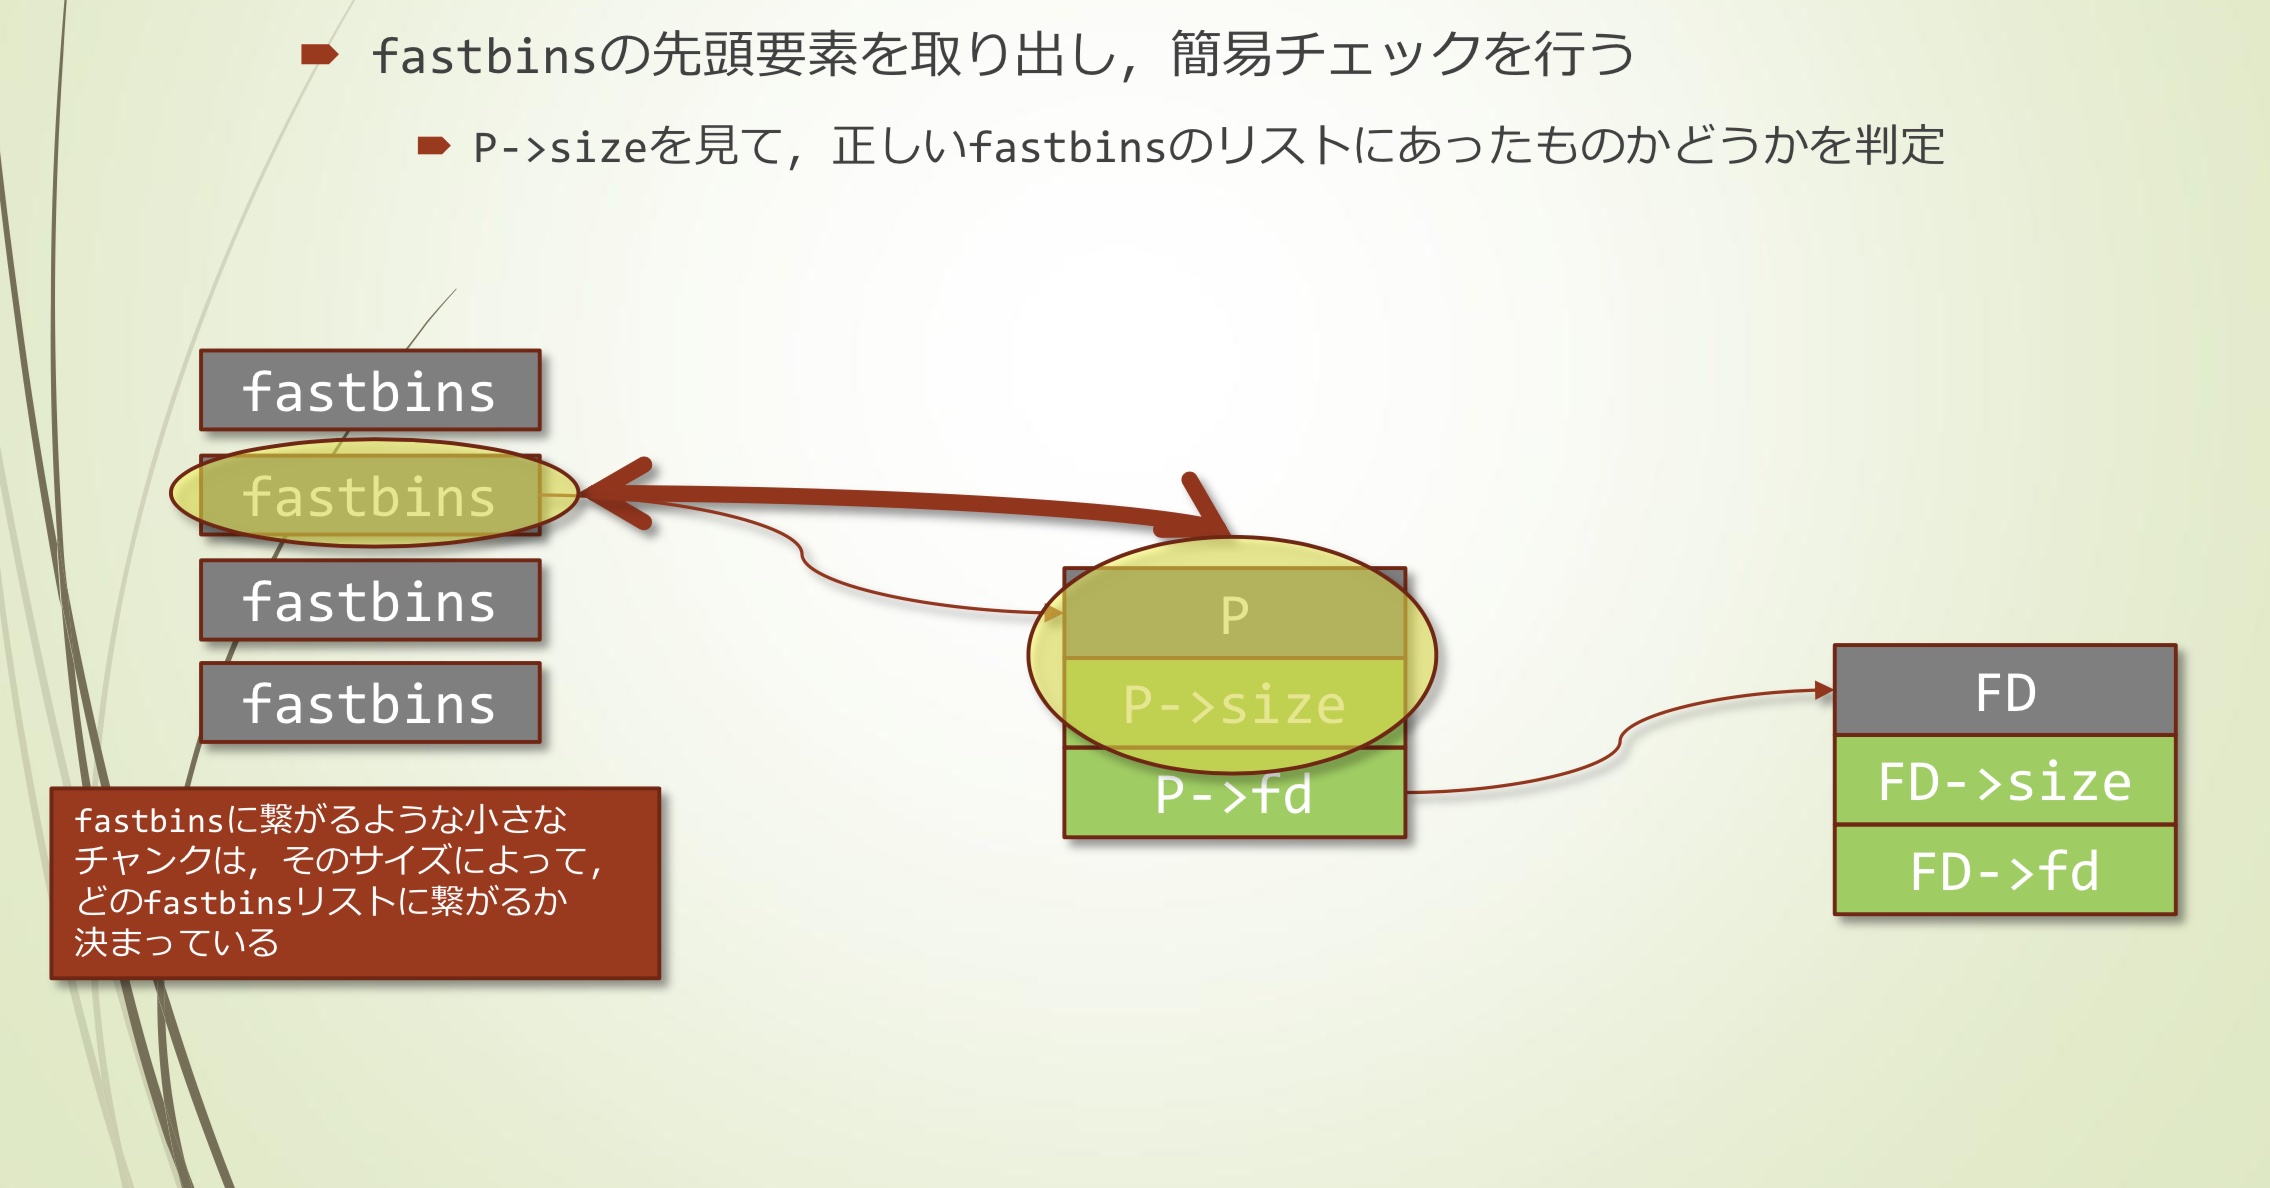 fastbinsの先頭要素を取り出し，簡易チェックを行う
P->sizeを見て，正しいfastbinsのリストにあったものかどうかを判定
fastbins
fastbins
fastbins
fastbins
P
P->size
P->fd
FD
FD->size
FD->fd
fastbinsに繋がるような小さな
チャンクは，そのサイズによって，
どのfastbinsリストに繋がるか
決まっている